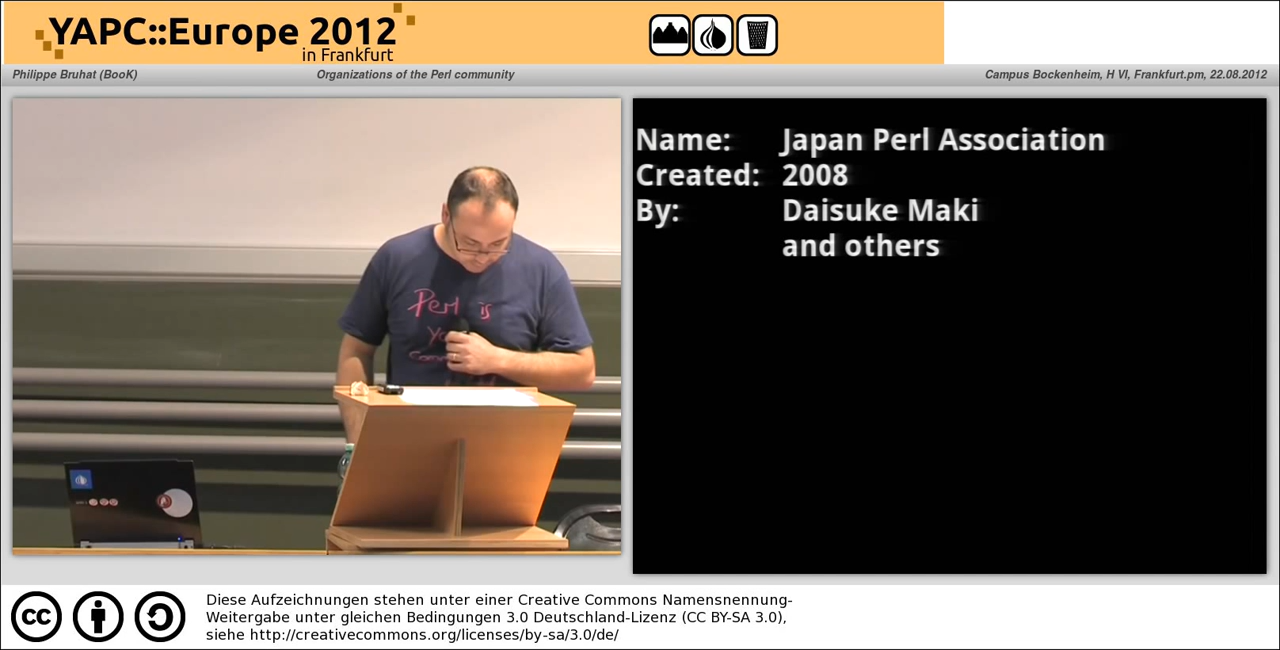 YAPC::Europe 2012
in Frankfurt
Philippe Bruhat (BooK)
Organizations of the Perl community
Campus Bockenheim, H VI, Frankfurt.pm, 22.08.2012
Perl is
Name: Japan Perl Association
Created: 2008
By: Daisuke Maki
and others
Diese Aufzeichnungen stehen unter einer Creative Commons Namensnennung-
Weitergabe unter gleichen Bedingungen 3.0 Deutschland-Lizenz (CC BY-SA 3.0),
siehe http://creativecommons.org/licenses/by-sa/3.0/de/
cc